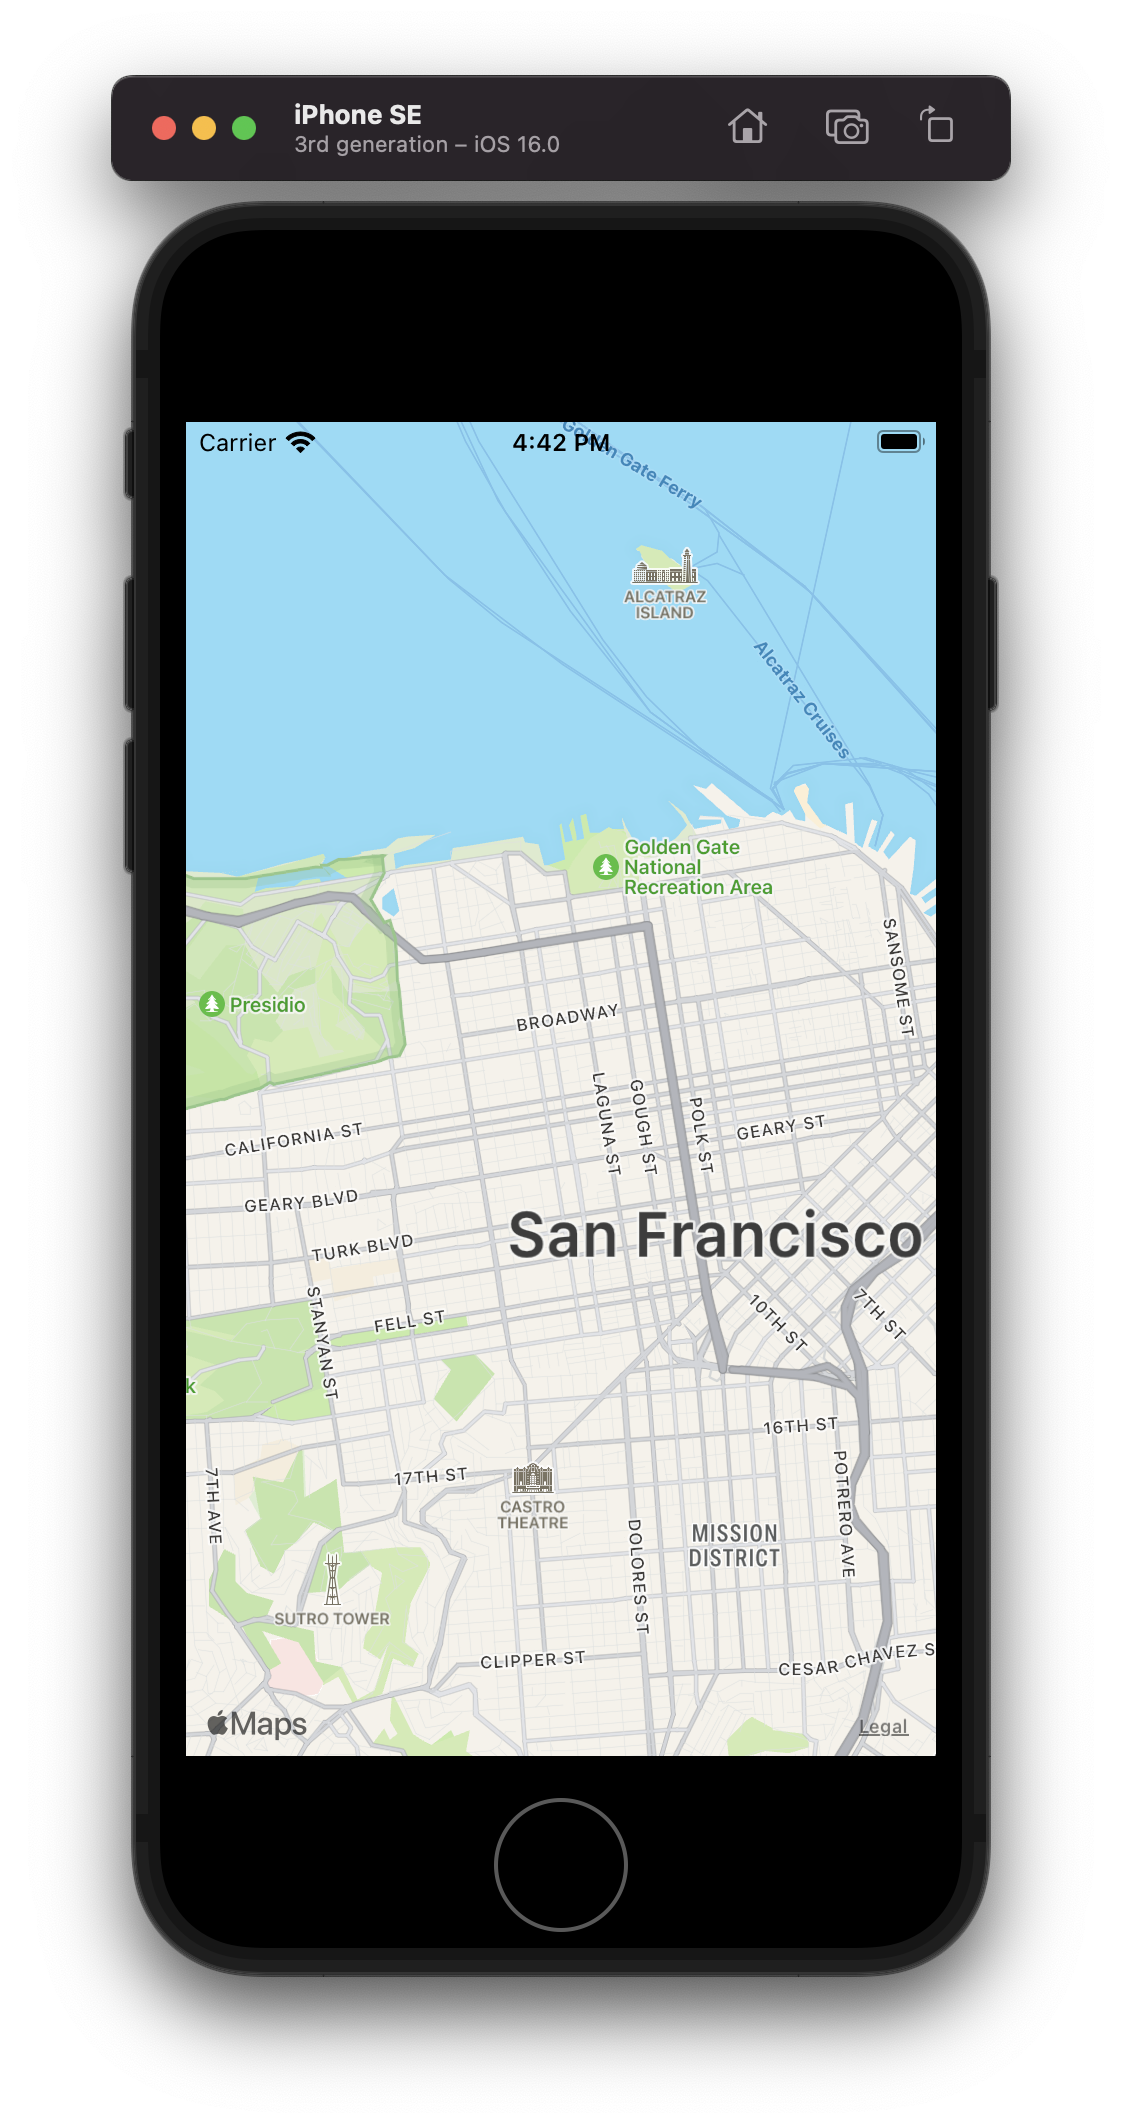 iPhone SE
3rd generation – iOS 16.0
Carrier
4:42 PM
Golden Gate Ferry
ALCATRAZ
ISLAND
Alcatraz Cruises
Golden Gate
National
Recreation Area
SANSOME ST
Presidio
BROADWAY
LAGUNA ST
GOUGH ST
POLK ST
GEARY ST
CALIFORNIA ST
GEARY BLVD
San Francisco
TURK BLVD
STANYAN ST
FELL ST
10TH ST
7TH ST
k
16TH ST
17TH ST
7TH AVE
POTRERO AVE
CASTRO
THEATRE
DOLORES ST
MISSION
DISTRICT
SUTRO TOWER
CLIPPER ST
CESAR CHAVEZ S
Maps
Legal